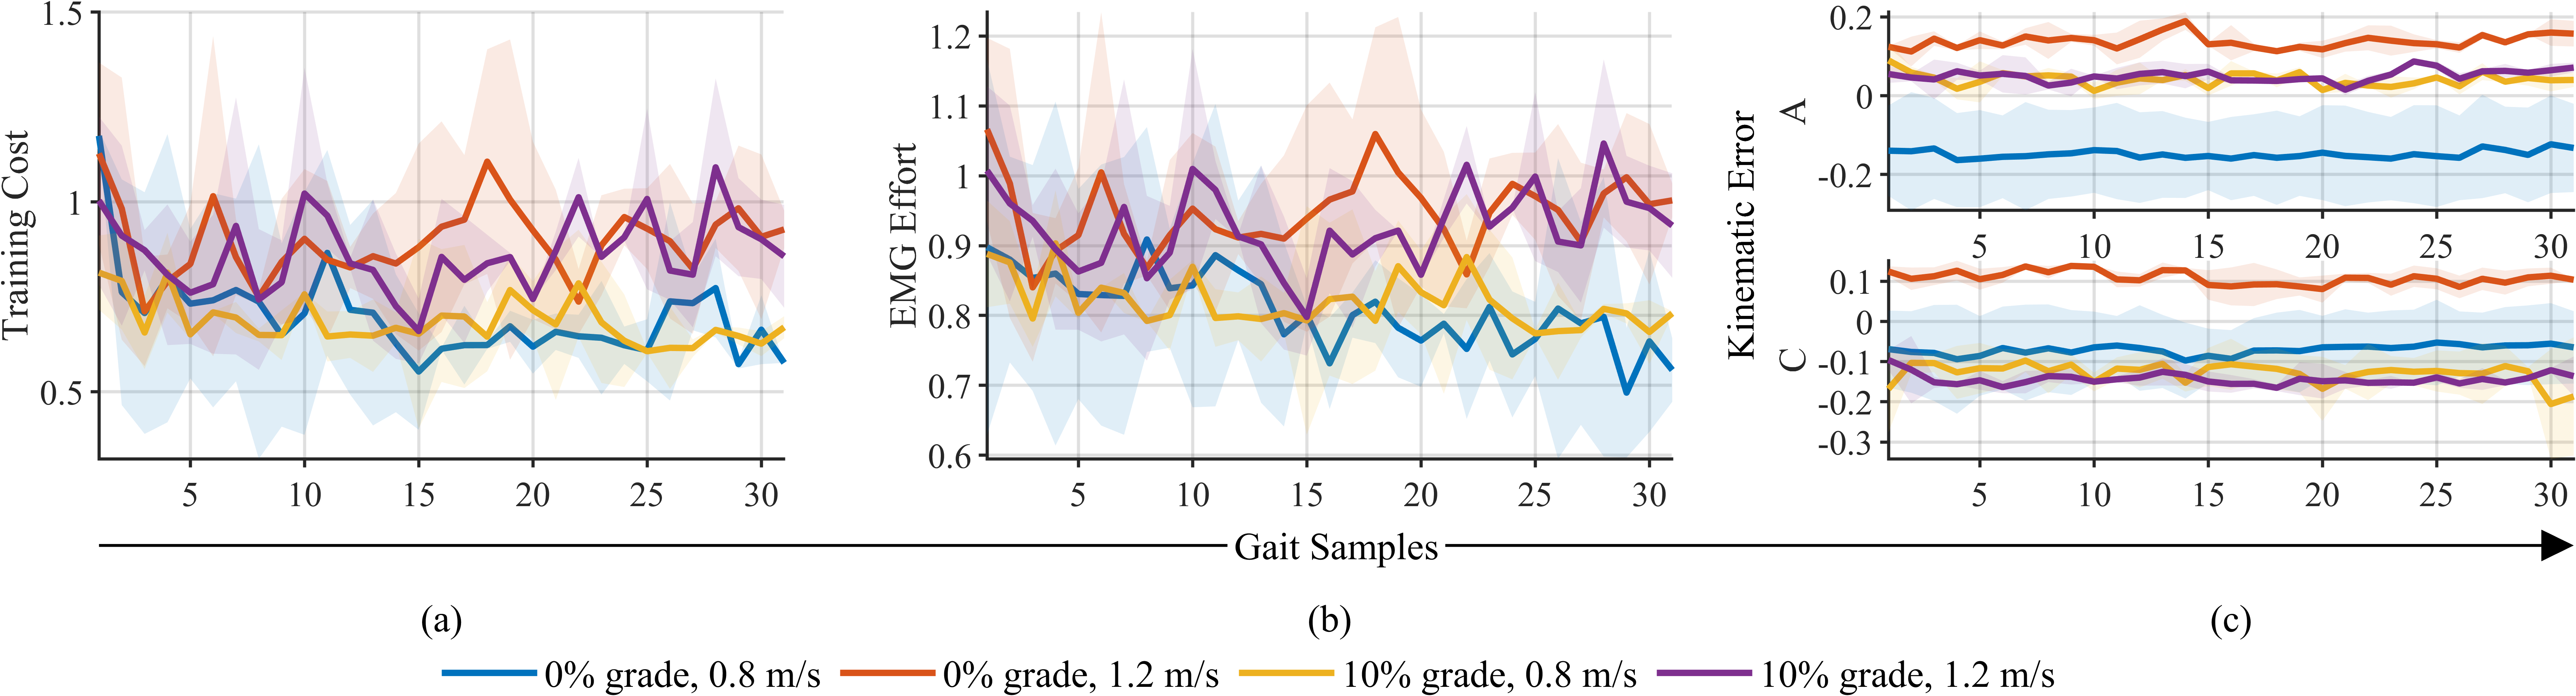 Training Cost
1.5
1
0.5
5 10 15 20 25 30
EMG Effort
1.2
1.1
1
0.9
0.8
0.7
0.6
5 10 15 20 25 30
Kinematic Error
A
0.2
0
-0.2
5 10 15 20 25 30
C
0.1
0
-0.1
-0.2
-0.3
5 10 15 20 25 30
Gait Samples
(a) (b) (c)
0% grade, 0.8 m/s 0% grade, 1.2 m/s 10% grade, 0.8 m/s 10% grade, 1.2 m/s